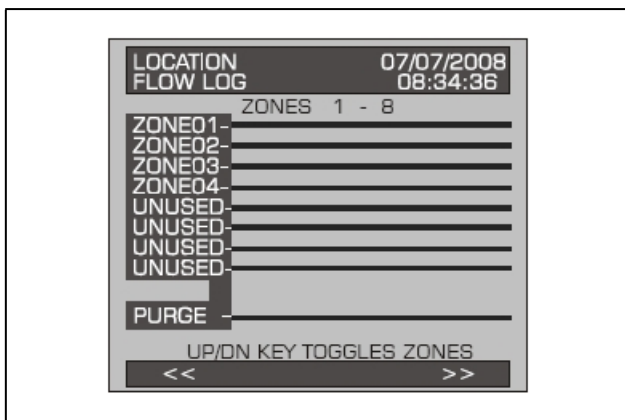 LOCATION 07/07/2008
FLOW LOG 08:34:36
ZONES 1 - 8
ZONE01-
ZONE02-
ZONE03-
ZONE04-
UNUSED-
UNUSED-
UNUSED-
UNUSED-
PURGE -
UP/DN KEY TOGGLES ZONES
<< >>